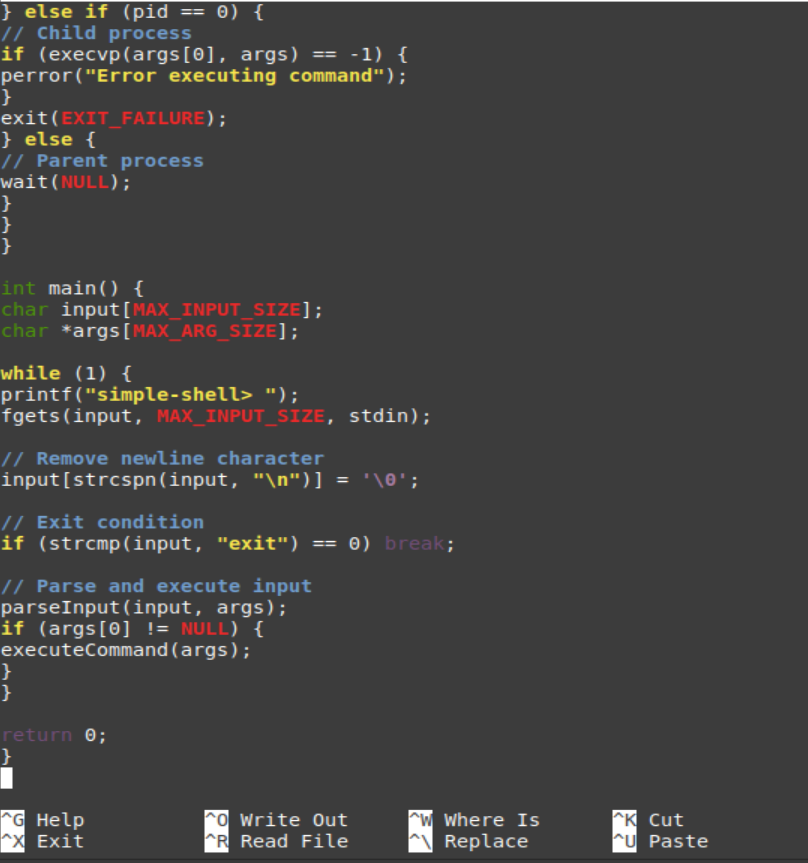 } else if (pid == 0) {
// Child process
if (execvp(args[0], args) == -1) {
perror("Error executing command");
}
exit(EXIT_FAILURE);
} else {
// Parent process
wait(NULL);
}
}
}

int main() {
char input[MAX_INPUT_SIZE];
char *args[MAX_ARG_SIZE];

while (1) {
printf("simple-shell> ");
fgets(input, MAX_INPUT_SIZE, stdin);

// Remove newline character
input[strcspn(input, "\n")] = '\0';

// Exit condition
if (strcmp(input, "exit") == 0) break;

// Parse and execute input
parseInput(input, args);
if (args[0] != NULL) {
executeCommand(args);
}
}

return 0;
}

^G Help ^O Write Out ^W Where Is ^K Cut
^X Exit ^R Read File ^\ Replace ^U Paste